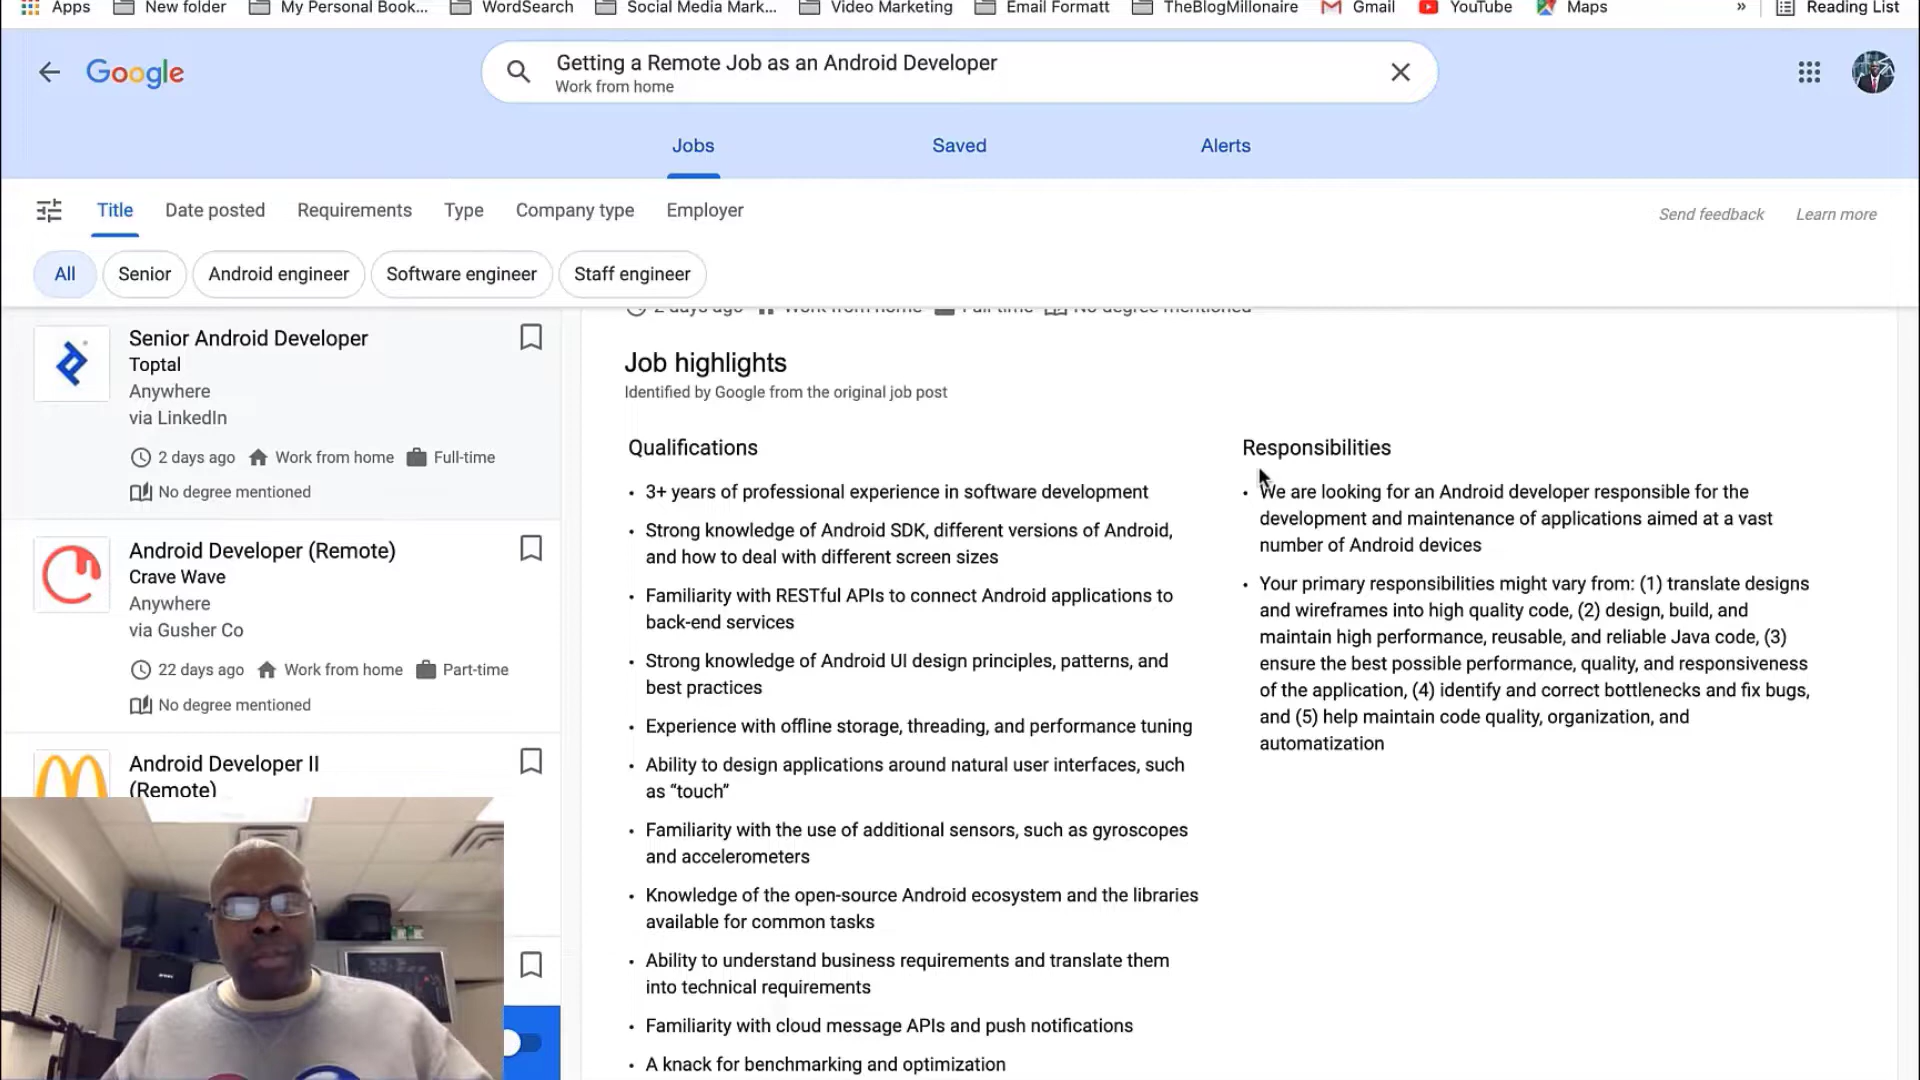 Apps New folder My Personal Book... WordSearch Social Media Mark... Video Marketing Email Formatt TheBlogMillionaire Gmail YouTube Maps » Reading List
Google
Getting a Remote Job as an Android Developer
Work from home
Jobs Saved Alerts
Title Date posted Requirements Type Company type Employer
Send feedback Learn more
All Senior Android engineer Software engineer Staff engineer
Senior Android Developer
Toptal
Anywhere
via LinkedIn
2 days ago Work from home Full-time
No degree mentioned
Android Developer (Remote)
Crave Wave
Anywhere
via Gusher Co
22 days ago Work from home Part-time
No degree mentioned
Android Developer II
(Remote)
2 days ago Work from home Full-time No degree mentioned
Job highlights
Identified by Google from the original job post
Qualifications
• 3+ years of professional experience in software development
• Strong knowledge of Android SDK, different versions of Android,
and how to deal with different screen sizes
• Familiarity with RESTful APIs to connect Android applications to
back-end services
• Strong knowledge of Android UI design principles, patterns, and
best practices
• Experience with offline storage, threading, and performance tuning
• Ability to design applications around natural user interfaces, such
as “touch”
• Familiarity with the use of additional sensors, such as gyroscopes
and accelerometers
• Knowledge of the open-source Android ecosystem and the libraries
available for common tasks
• Ability to understand business requirements and translate them
into technical requirements
• Familiarity with cloud message APIs and push notifications
• A knack for benchmarking and optimization
Responsibilities
• We are looking for an Android developer responsible for the
development and maintenance of applications aimed at a vast
number of Android devices
• Your primary responsibilities might vary from: (1) translate designs
and wireframes into high quality code, (2) design, build, and
maintain high performance, reusable, and reliable Java code, (3)
ensure the best possible performance, quality, and responsiveness
of the application, (4) identify and correct bottlenecks and fix bugs,
and (5) help maintain code quality, organization, and
automatization